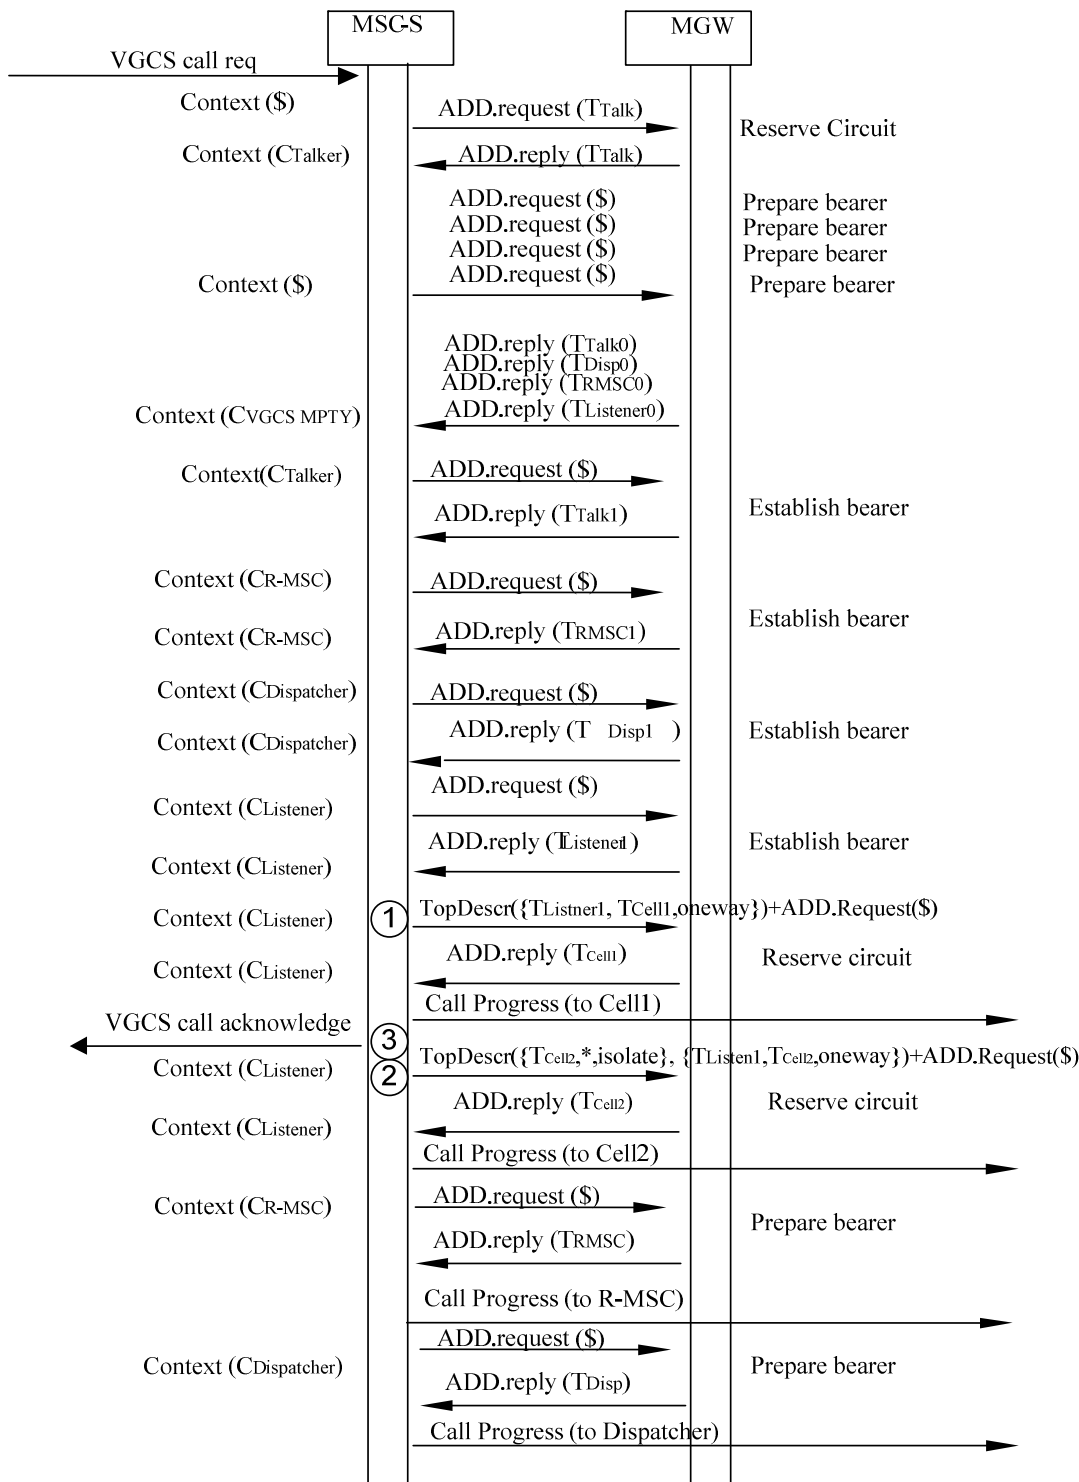 MSC-S
MGW
VGCS call req
Context ($)
ADD.request (TTalk)
Reserve Circuit
Context (CTalker)
ADD.reply (TTalk)
ADD.request ($)
Prepare bearer
ADD.request ($)
Prepare bearer
ADD.request ($)
Prepare bearer
Context ($)
ADD.request ($)
Prepare bearer
ADD.reply (TTalk0)
ADD.reply (TDisp0)
ADD.reply (TRMSC0)
Context (CVGCS MPTY)
ADD.reply (TListener0)
Context(CTalker)
ADD.request ($)
ADD.reply (TTalk1)
Establish bearer
Context (CR-MSC)
ADD.request ($)
Establish bearer
Context (CR-MSC)
ADD.reply (TRMSC1)
Context (CDispatcher)
ADD.request ($)
Context (CDispatcher)
ADD.reply (T Disp1 )
Establish bearer
ADD.request ($)
Context (CListener)
ADD.reply (TListener1)
Establish bearer
Context (CListener)
Context (CListener)
1
TopDescr({TListner1, TCell1,oneway})+ADD.Request($)
Context (CListener)
ADD.reply (TCell1)
Reserve circuit
Call Progress (to Cell1)
VGCS call acknowledge
3
Context (CListener)
2
TopDescr({TCell2,*,isolate}, {TListen1,TCell2,oneway})+ADD.Request($)
ADD.reply (TCell2)
Reserve circuit
Context (CListener)
Call Progress (to Cell2)
Context (CR-MSC)
ADD.request ($)
Prepare bearer
ADD.reply (TRMSC)
Call Progress (to R-MSC)
ADD.request ($)
Context (CDispatcher)
Prepare bearer
ADD.reply (TDisp)
Call Progress (to Dispatcher)